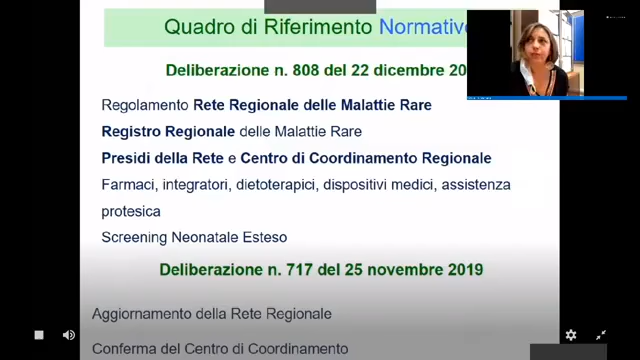 Quadro di Riferimento Normativo
Deliberazione n. 808 del 22 dicembre 20
Regolamento Rete Regionale delle Malattie Rare
Registro Regionale delle Malattie Rare
Presidi della Rete e Centro di Coordinamento Regionale
Farmaci, integratori, dietoterapici, dispositivi medici, assistenza
protesica
Screening Neonatale Esteso
Deliberazione n. 717 del 25 novembre 2019
Aggiornamento della Rete Regionale
Conferma del Centro di Coordinamento